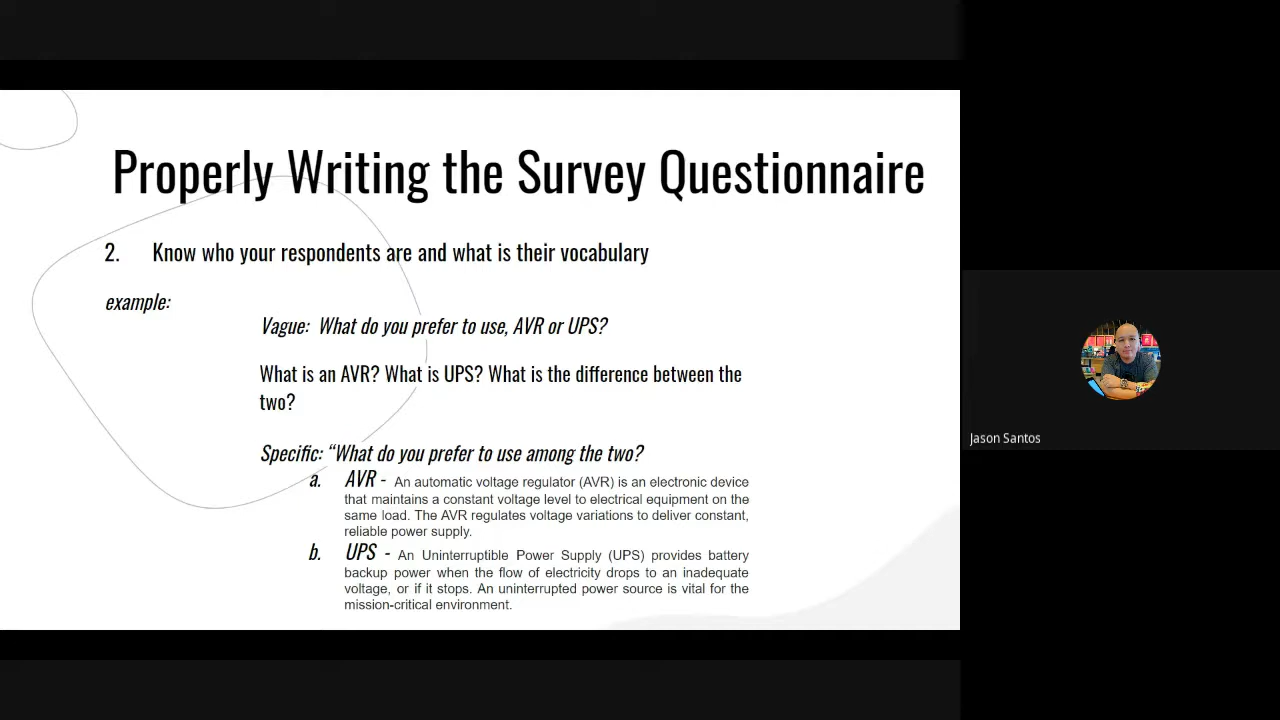 Properly Writing the Survey Questionnaire
2. Know who your respondents are and what is their vocabulary
example:
Vague: What do you prefer to use, AVR or UPS?
What is an AVR? What is UPS? What is the difference between the
two?
Specific: “What do you prefer to use among the two?
a. AVR - An automatic voltage regulator (AVR) is an electronic device
that maintains a constant voltage level to electrical equipment on the
same load. The AVR regulates voltage variations to deliver constant,
reliable power supply.
b. UPS - An Uninterruptible Power Supply (UPS) provides battery
backup power when the flow of electricity drops to an inadequate
voltage, or if it stops. An uninterrupted power source is vital for the
mission-critical environment.
Jason Santos